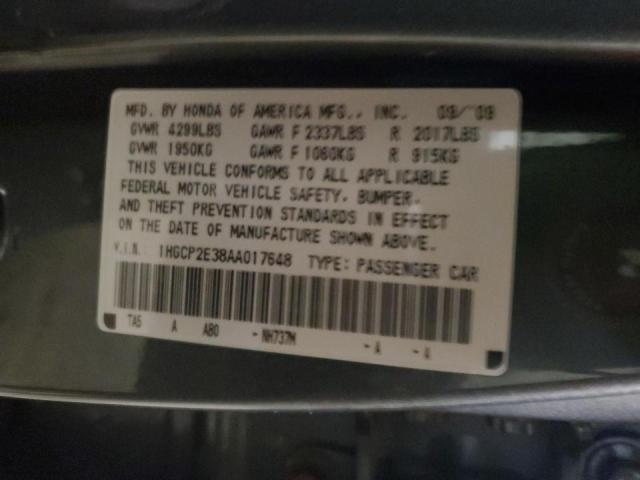 MFD. BY HONDA OF AMERICA MFG., INC. 09/09
GVWR 4299LBS GAWR F 2337LBS R 2017LBS
GVWR 1950KG GAWR F 1060KG R 915KG
THIS VEHICLE CONFORMS TO ALL APPLICABLE
FEDERAL MOTOR VEHICLE SAFETY, BUMPER,
AND THEFT PREVENTION STANDARDS IN EFFECT
ON THE DATE OF MANUFACTURE SHOWN ABOVE.
V.I.N.: 1HGCP2E38AA017648 TYPE: PASSENGER CAR
TA5 A AB0 - NH737M - A - A